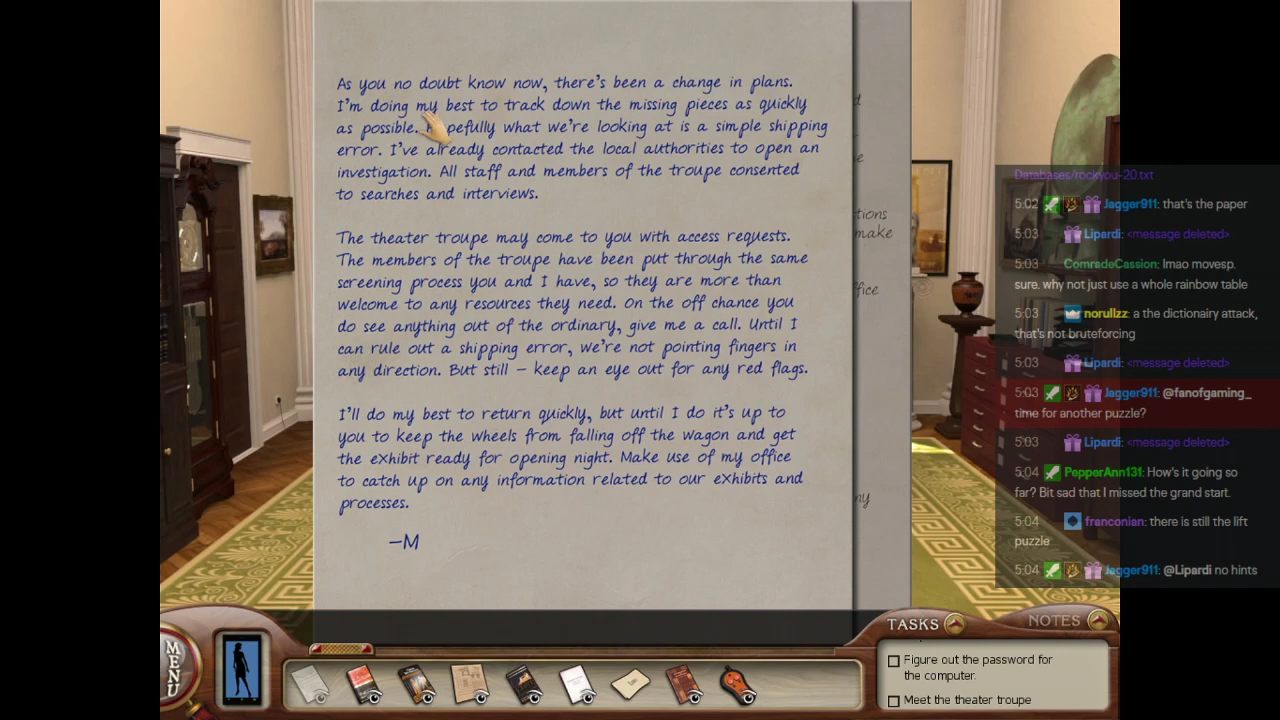 As you no doubt know now, there's been a change in plans.
I'm doing my best to track down the missing pieces as quickly
as possible. Hopefully what we're looking at is a simple shipping
error. I've already contacted the local authorities to open an
investigation. All staff and members of the troupe consented
to searches and interviews.
The theater troupe may come to you with access requests.
The members of the troupe have been put through the same
screening process you and I have, so they are more than
welcome to any resources they need. On the off chance you
do see anything out of the ordinary, give me a call. Until I
can rule out a shipping error, we're not pointing fingers in
any direction. But still – keep an eye out for any red flags.
I'll do my best to return quickly, but until I do it's up to
you to keep the wheels from falling off the wagon and get
the exhibit ready for opening night. Make use of my office
to catch up on any information related to our exhibits and
processes.
–M
tions
make
Databases/rockyou-20.txt
5:02 Jagger911: that's the paper
5:03 Lipardi: <message deleted>
5:03 ComradeCassion: lmao movesp.
sure. why not just use a whole rainbow table
5:03 norullzz: a the dictionairy attack,
that's not bruteforcing
5:03 Lipardi: <message deleted>
5:03 Jagger911: @fanofgaming_
time for another puzzle?
5:03 Lipardi: <message deleted>
5:04 PepperAnn131: How's it going so
far? Bit sad that I missed the grand start.
5:04 franconian: there is still the lift
puzzle
5:04 Jagger911: @Lipardi no hints
MENU
TASKS
NOTES
Figure out the password for
the computer.
Meet the theater troupe